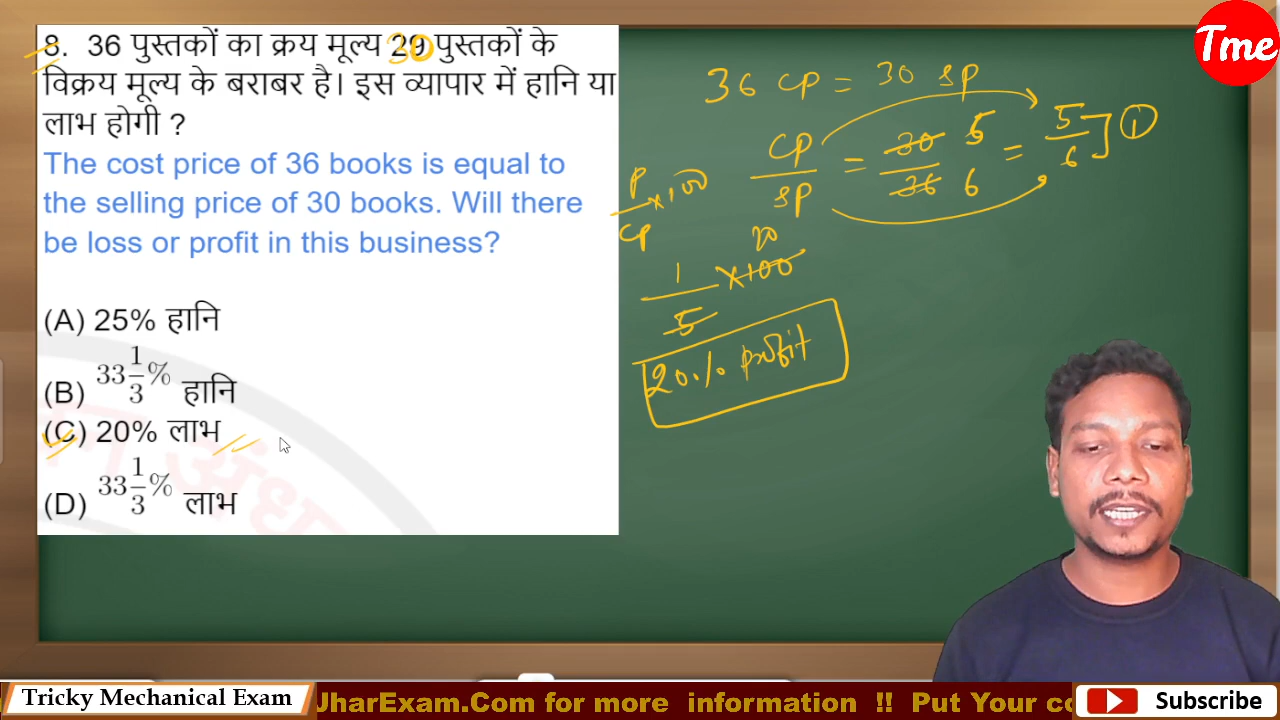 8. 36 पुस्तकों का क्रय मूल्य 30 पुस्तकों के
विक्रय मूल्य के बराबर है। इस व्यापार में हानि या
लाभ होगी ?
The cost price of 36 books is equal to
the selling price of 30 books. Will there
be loss or profit in this business?
(A) 25% हानि
(B) 33 1/3 % हानि
(C) 20% लाभ
(D) 33 1/3 % लाभ
36 CP = 30 SP
CP/SP = 30/36 5/6 = 5/6 ] 1
P/CP × 100
1/5 × 100 20
20% profit
Tme
Tricky Mechanical Exam
JharExam.Com for more information !! Put Your
Subscribe